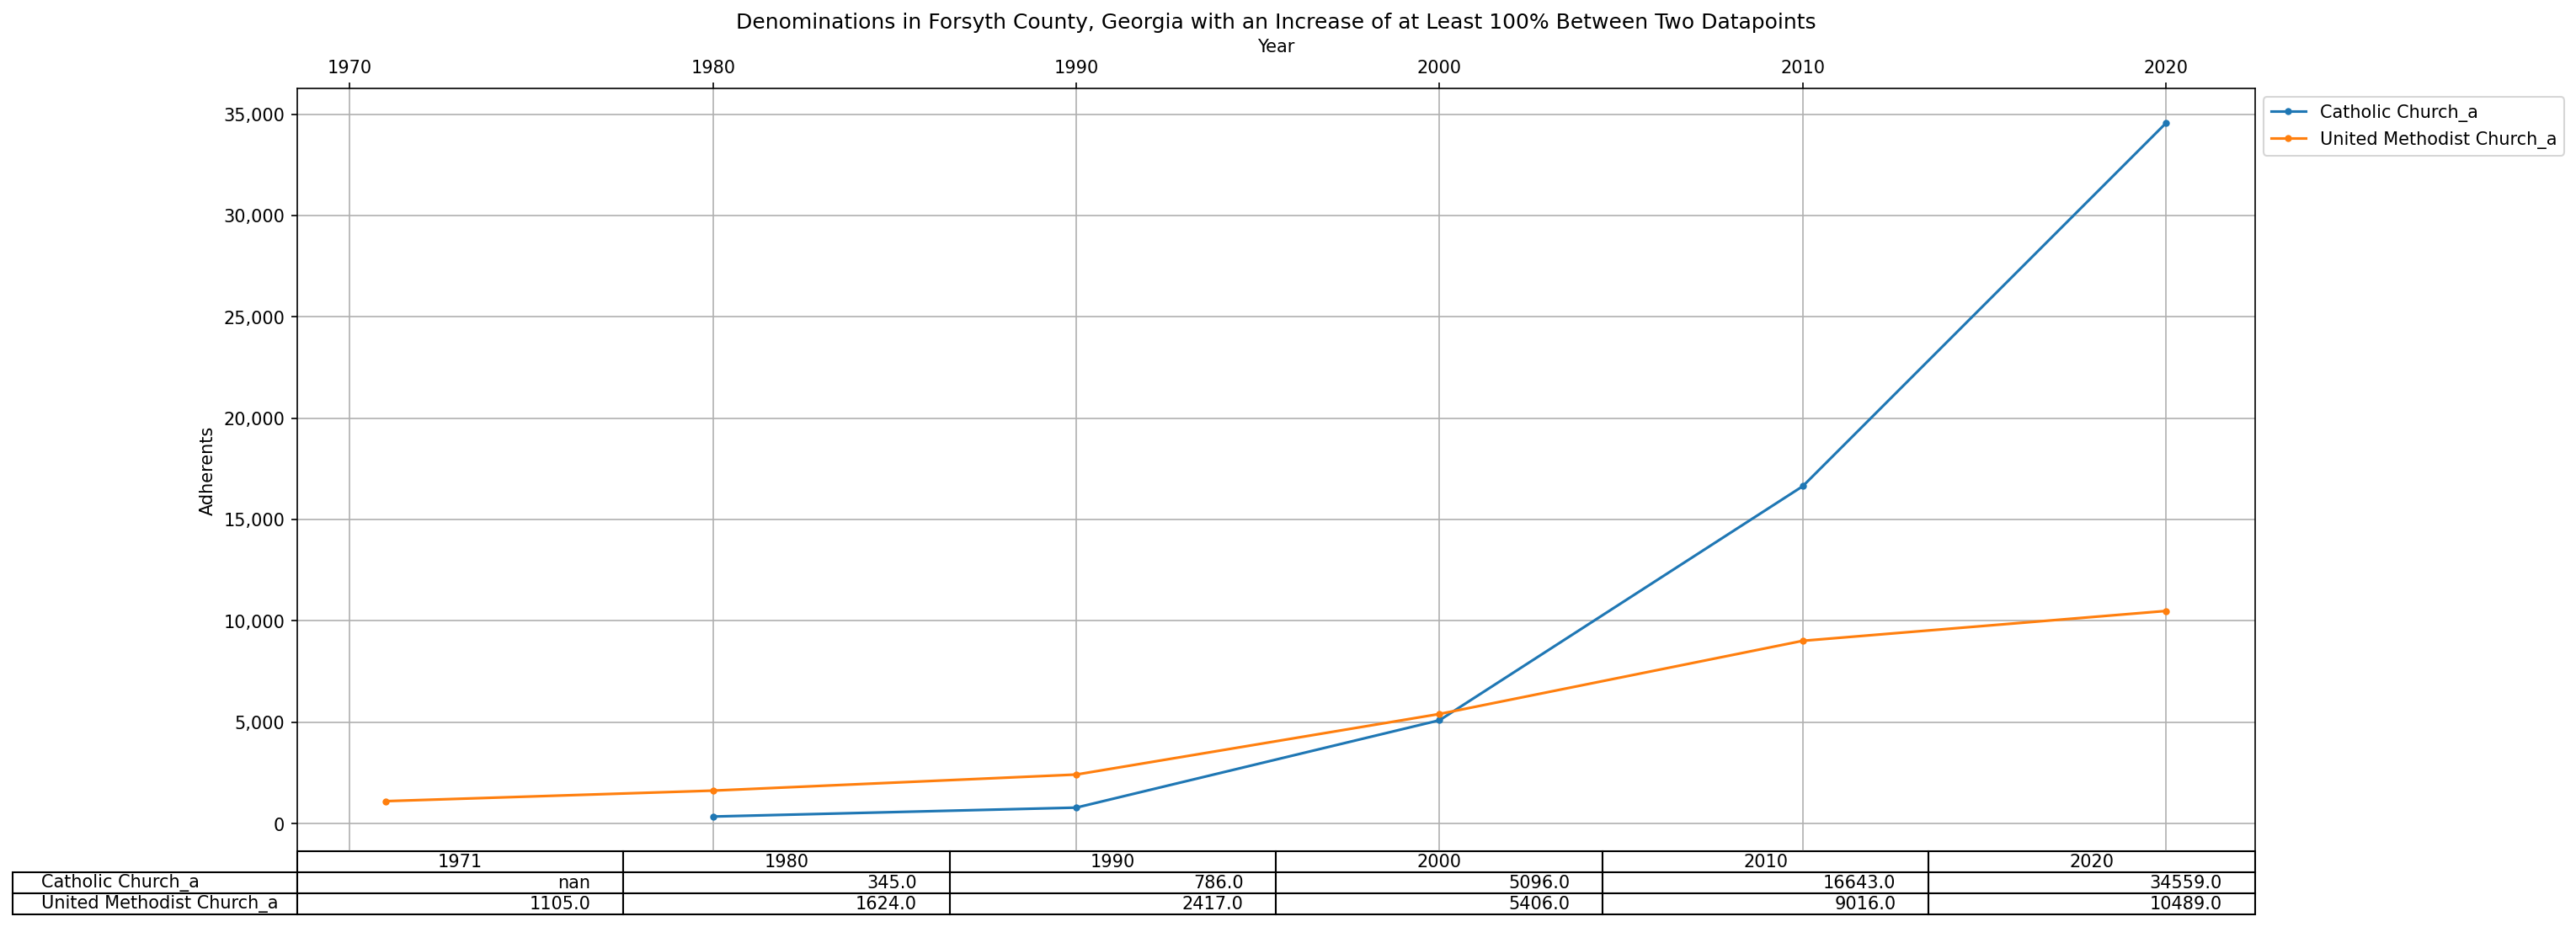 Denominations in Forsyth County, Georgia with an Increase of at Least 100% Between Two Datapoints
Year
1970 1980 1990 2000 2010 2020
Catholic Church_a
United Methodist Church_a
35,000
30,000
25,000
20,000
15,000
10,000
5,000
0
Adherents
1971 1980 1990 2000 2010 2020
Catholic Church_a nan 345.0 786.0 5096.0 16643.0 34559.0
United Methodist Church_a 1105.0 1624.0 2417.0 5406.0 9016.0 10489.0